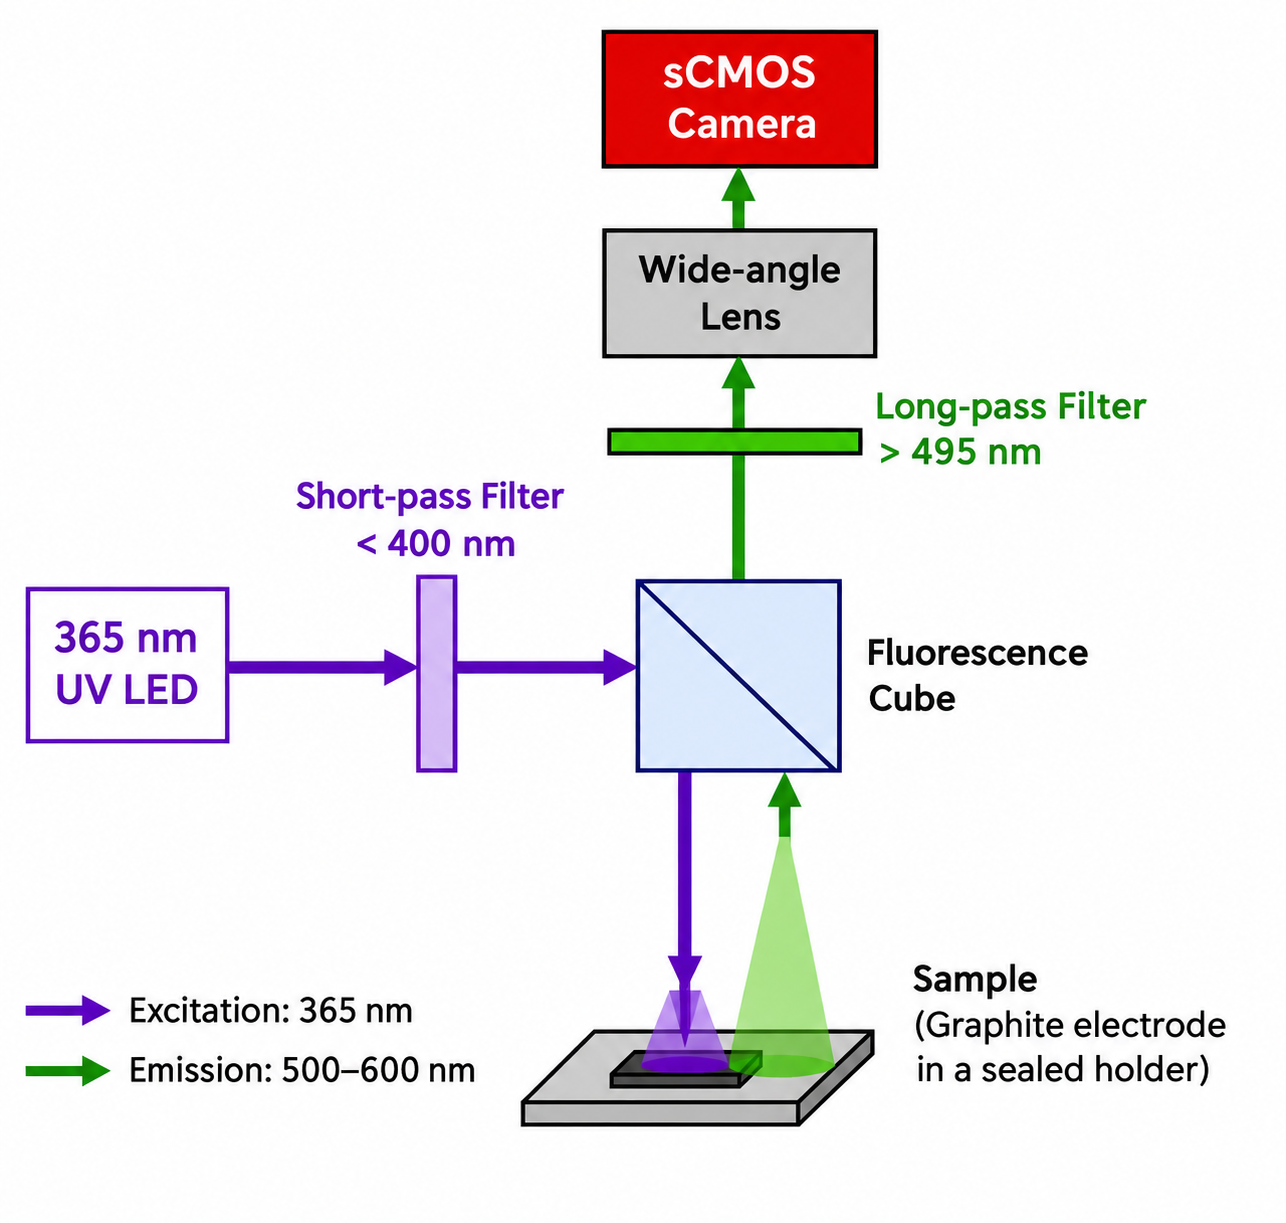 sCMOS
Camera
Wide-angle
Lens
Long-pass Filter
> 495 nm
Short-pass Filter
< 400 nm
365 nm
UV LED
Fluorescence
Cube
Sample
(Graphite electrode
in a sealed holder)
Excitation: 365 nm
Emission: 500–600 nm